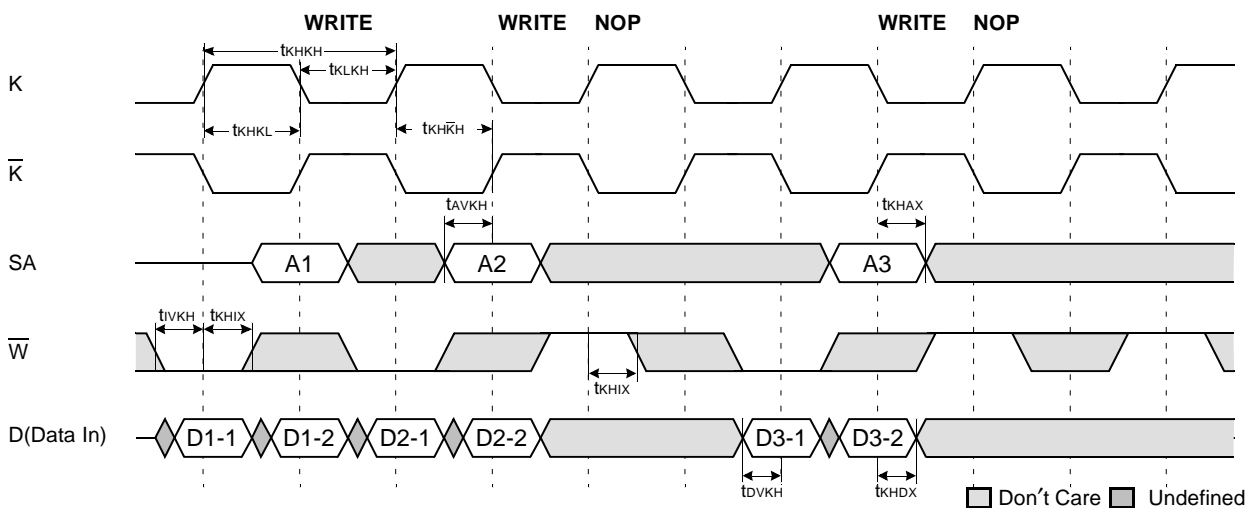 WRITE WRITE NOP WRITE NOP
tKHKH
tKLKH
K
tKHKL tKHK̅H
K̅
tAVKH tKHAX
SA A1 A2 A3
tIVKH tKHIX
W̅
tKHIX
D(Data In) D1-1 D1-2 D2-1 D2-2 D3-1 D3-2
tDVKH tKHDX
Don′t Care Undefined